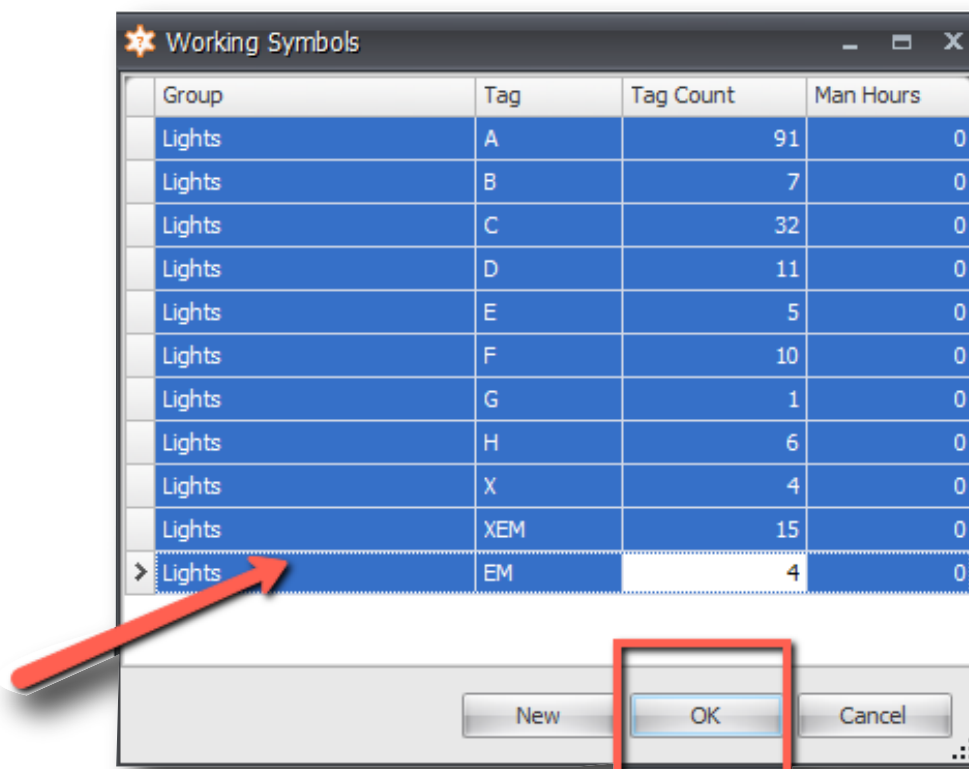 Working Symbols
Group Tag Tag Count Man Hours
Lights A 91 0
Lights B 7 0
Lights C 32 0
Lights D 11 0
Lights E 5 0
Lights F 10 0
Lights G 1 0
Lights H 6 0
Lights X 4 0
Lights XEM 15 0
Lights EM 4 0
New OK Cancel